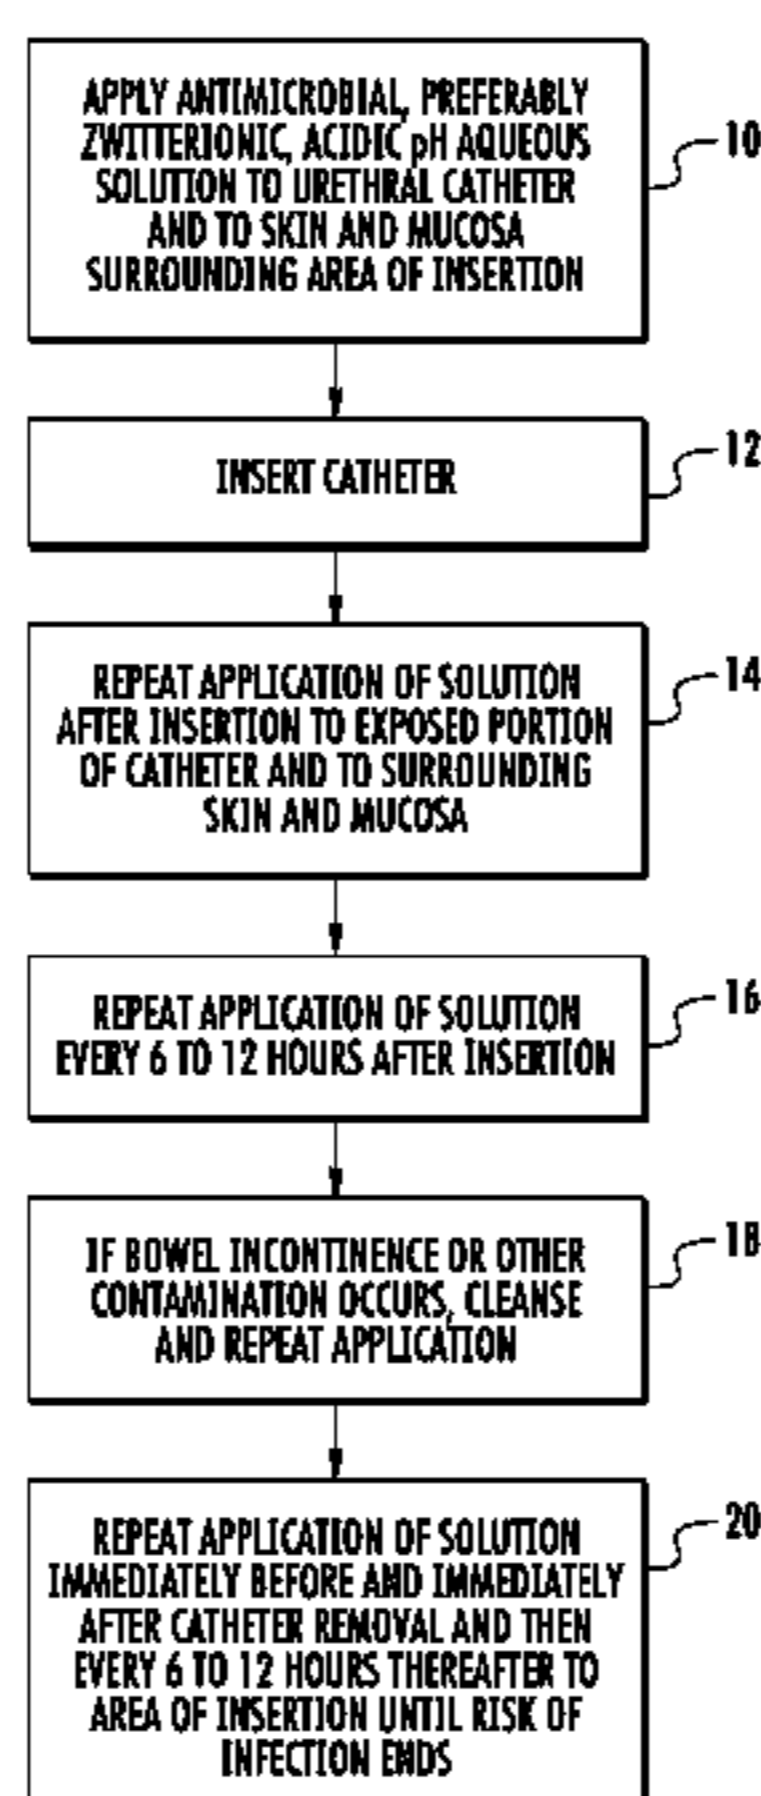 APPLY ANTIMICROBIAL, PREFERABLY
ZWITTERIONIC, ACIDIC pH AQUEOUS
SOLUTION TO URETHRAL CATHETER
AND TO SKIN AND MUCOSA
SURROUNDING AREA OF INSERTION
10
INSERT CATHETER
12
REPEAT APPLICATION OF SOLUTION
AFTER INSERTION TO EXPOSED PORTION
OF CATHETER AND TO SURROUNDING
SKIN AND MUCOSA
14
REPEAT APPLICATION OF SOLUTION
EVERY 6 TO 12 HOURS AFTER INSERTION
16
IF BOWEL INCONTINENCE OR OTHER
CONTAMINATION OCCURS, CLEANSE
AND REPEAT APPLICATION
18
REPEAT APPLICATION OF SOLUTION
IMMEDIATELY BEFORE AND IMMEDIATELY
AFTER CATHETER REMOVAL AND THEN
EVERY 6 TO 12 HOURS THEREAFTER TO
AREA OF INSERTION UNTIL RISK OF
INFECTION ENDS
20